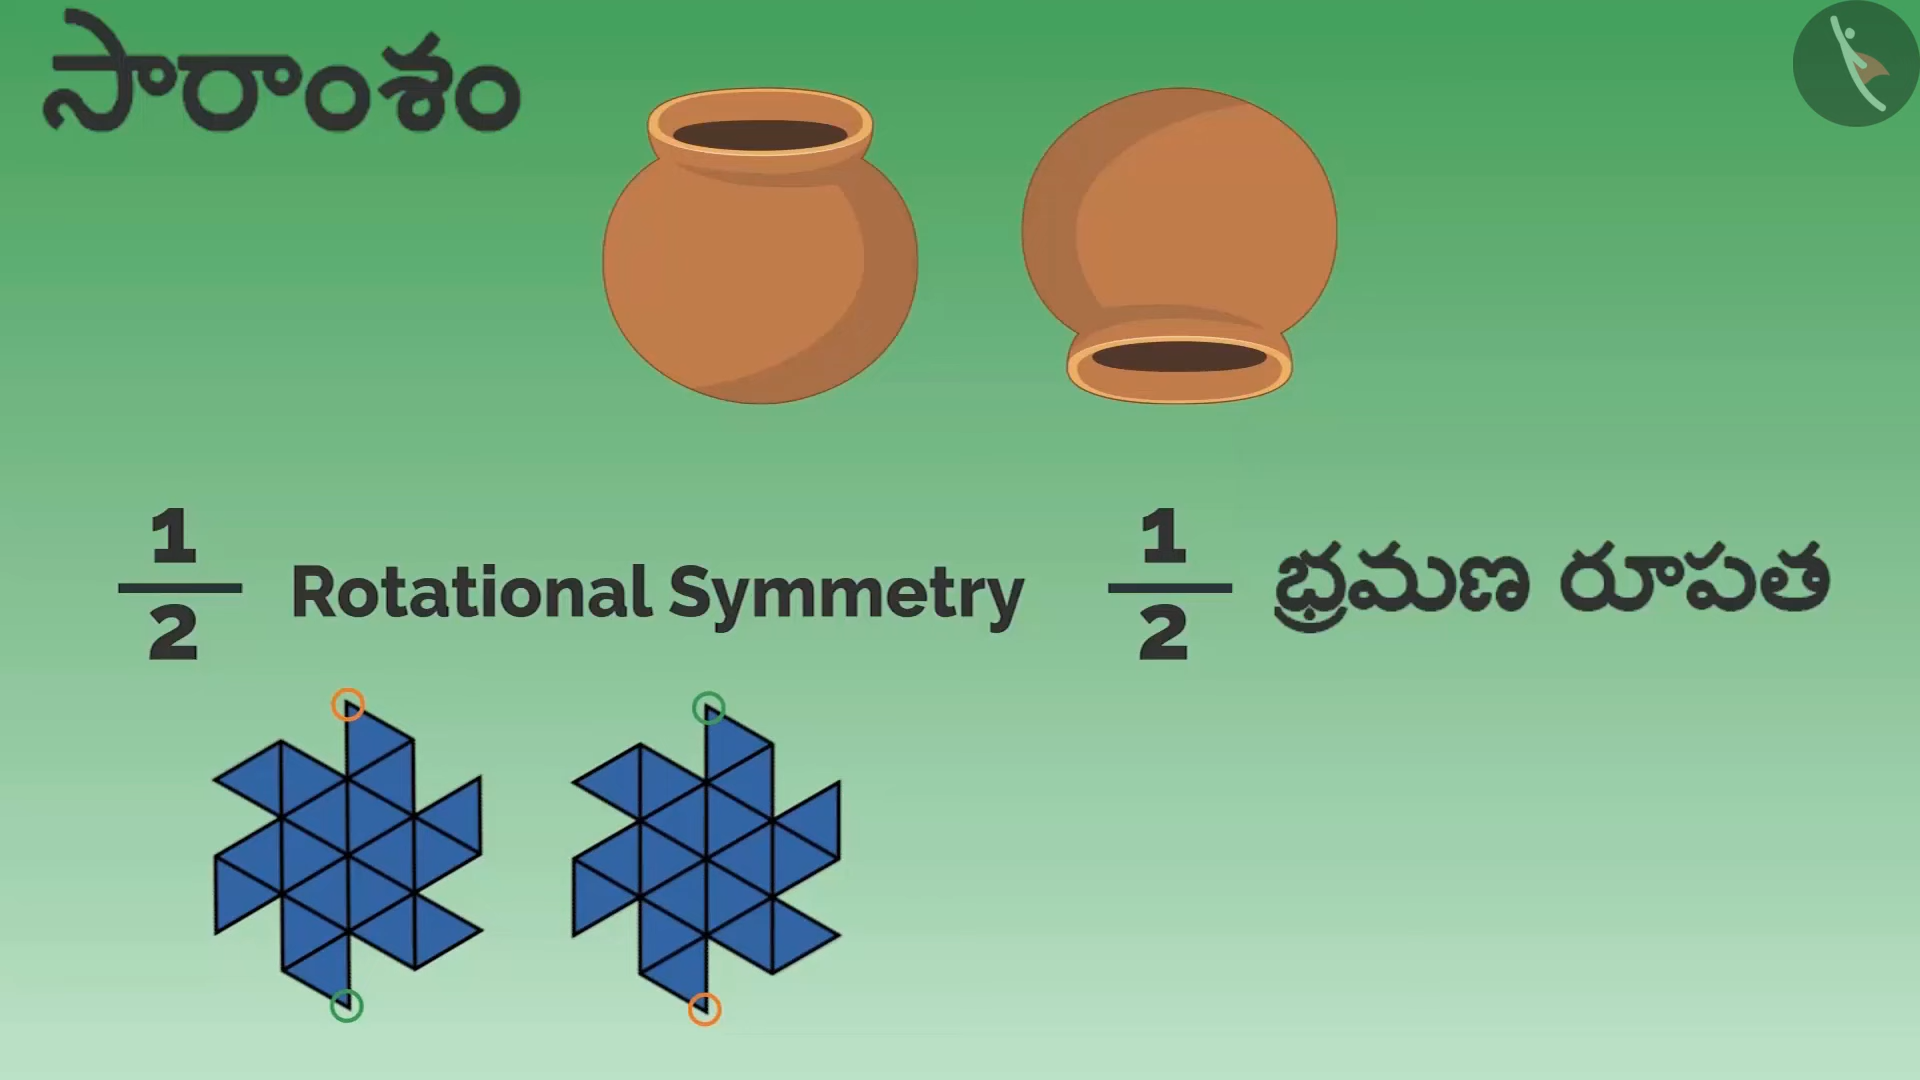 సారాంశం
1/2 Rotational Symmetry 1/2 భ్రమణ రూపత